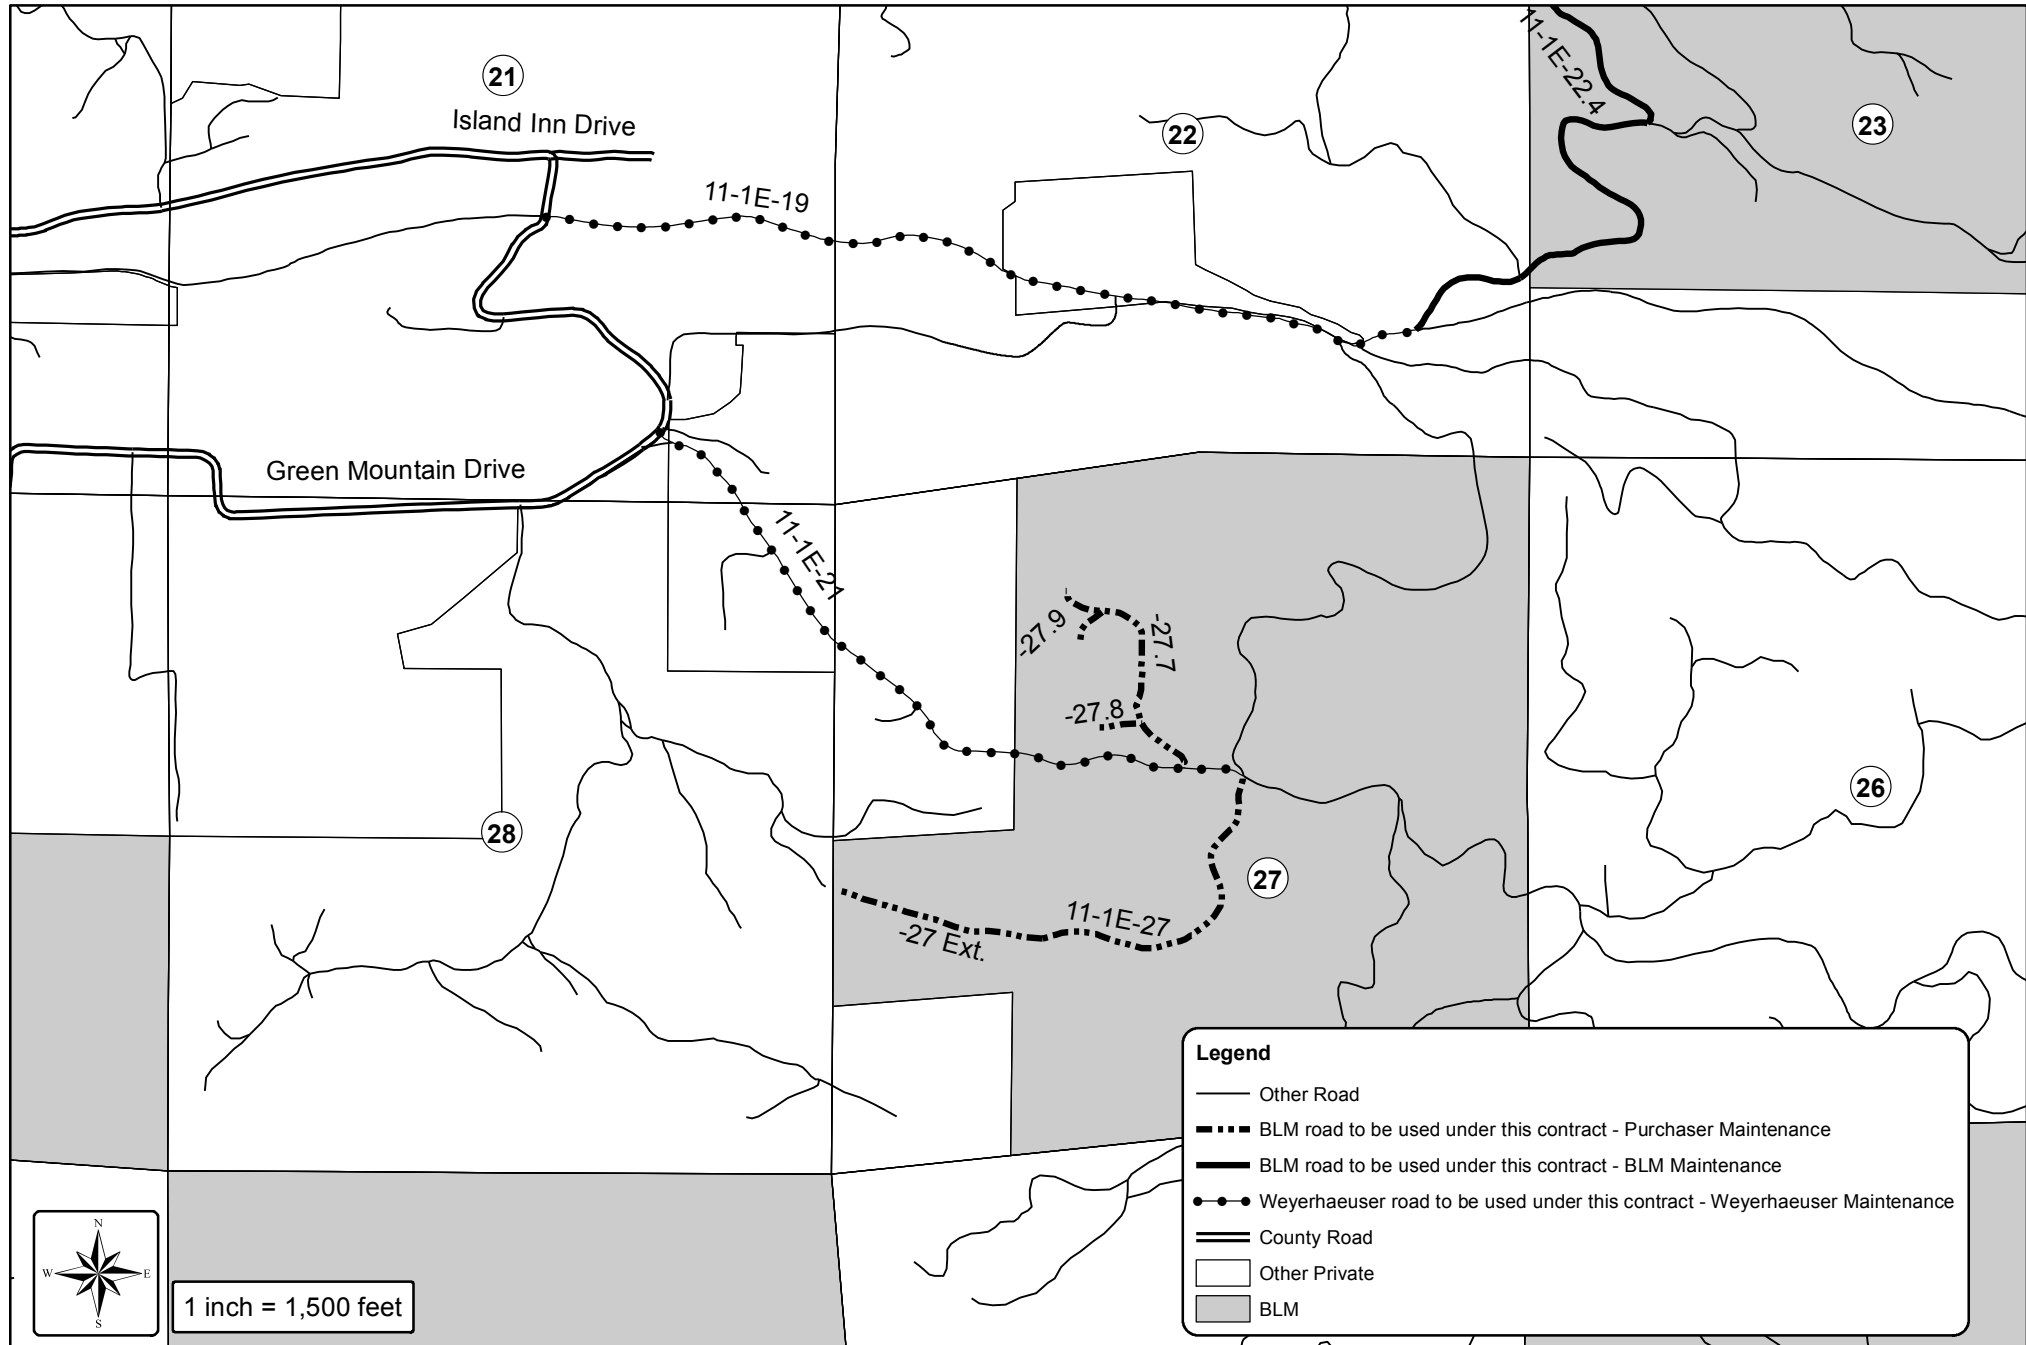 21
Island Inn Drive
11-1E-19
22
11-1E-22.4
23
Green Mountain Drive
11-1E-21
-27.9
-27.7
-27.8
26
28
27
11-1E-27
-27 Ext.
Legend
Other Road
BLM road to be used under this contract - Purchaser Maintenance
BLM road to be used under this contract - BLM Maintenance
Weyerhaeuser road to be used under this contract - Weyerhaeuser Maintenance
County Road
Other Private
BLM
N
W E
S
1 inch = 1,500 feet